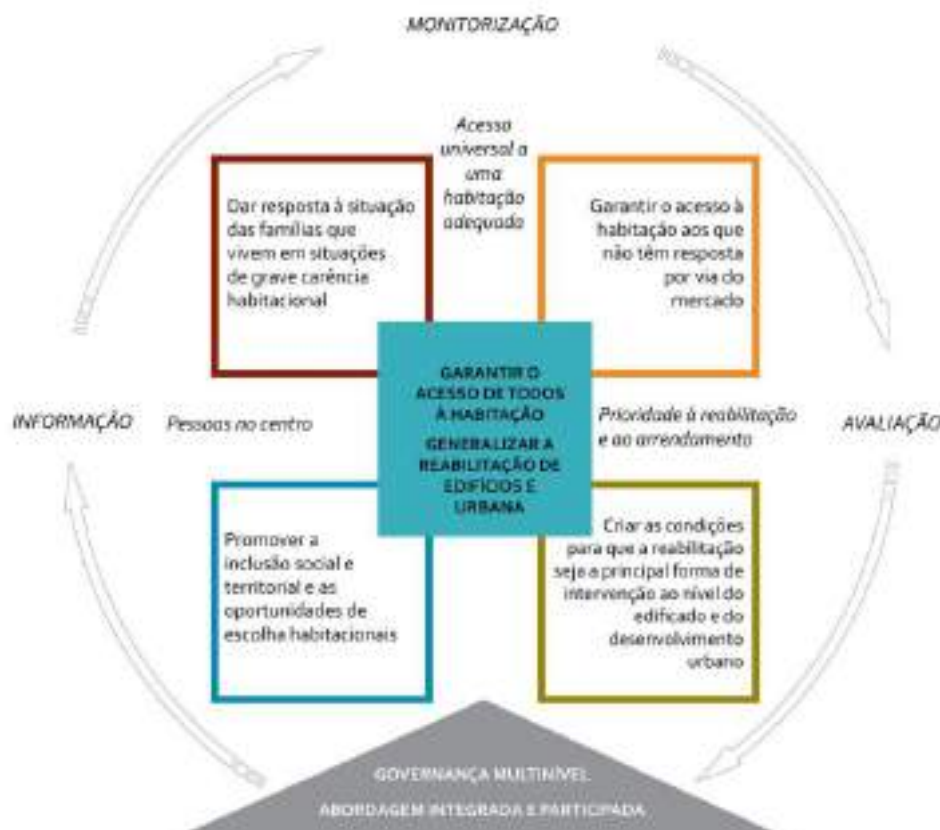 MONITORIZAÇÃO
Acesso
universal a
uma
habitação
adequada
Dar resposta à situação
das famílias que
vivem em situações
de grave carência
habitacional
Garantir o acesso à
habitação aos que
não têm resposta
por via do
mercado
INFORMAÇÃO
Pessoas no centro
GARANTIR O
ACESSO DE TODOS
À HABITAÇÃO
GENERALIZAR A
REABILITAÇÃO DE
EDIFÍCIOS E
URBANA
Prioridade à reabilitação
e ao arrendamento
AVALIAÇÃO
Promover a
inclusão social e
territorial e as
oportunidades de
escolha habitacionais
Criar as condições
para que a reabilitação
seja a principal forma de
intervenção ao nível do
edificado e do
desenvolvimento
urbano
GOVERNANÇA MULTINÍVEL
ABORDAGEM INTEGRADA E PARTICIPADA